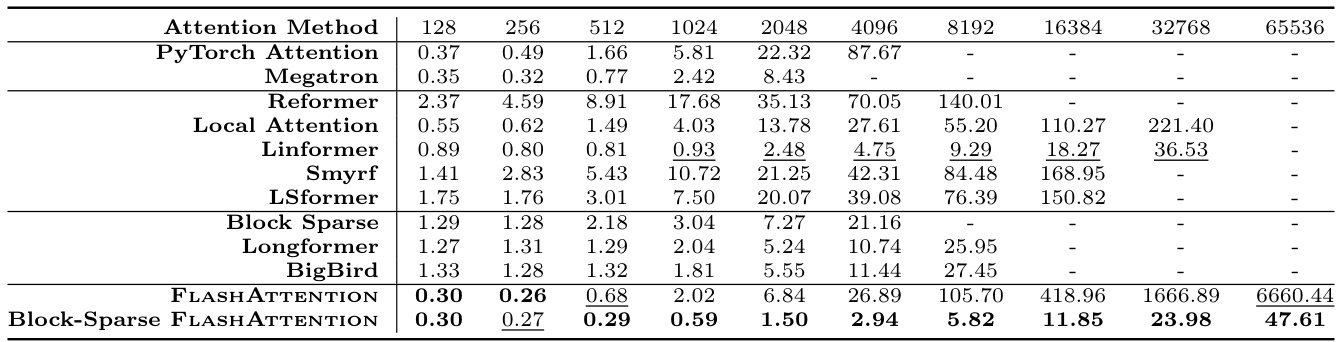 Attention Method 128 256 512 1024 2048 4096 8192 16384 32768 65536
PyTorch Attention 0.37 0.49 1.66 5.81 22.32 87.67 - - - -
Megatron 0.35 0.32 0.77 2.42 8.43 - - - - -
Reformer 2.37 4.59 8.91 17.68 35.13 70.05 140.01 - - -
Local Attention 0.55 0.62 1.49 4.03 13.78 27.61 55.20 110.27 221.40 -
Linformer 0.89 0.80 0.81 0.93 2.48 4.75 9.29 18.27 36.53 -
Smyrf 1.41 2.83 5.43 10.72 21.25 42.31 84.48 168.95 - -
LSformer 1.75 1.76 3.01 7.50 20.07 39.08 76.39 150.82 - -
Block Sparse 1.29 1.28 2.18 3.04 7.27 21.16 - - - -
Longformer 1.27 1.31 1.29 2.04 5.24 10.74 25.95 - - -
BigBird 1.33 1.28 1.32 1.81 5.55 11.44 27.45 - - -
FlashAttention 0.30 0.26 0.68 2.02 6.84 26.89 105.70 418.96 1666.89 6660.44
Block-Sparse FlashAttention 0.30 0.27 0.29 0.59 1.50 2.94 5.82 11.85 23.98 47.61